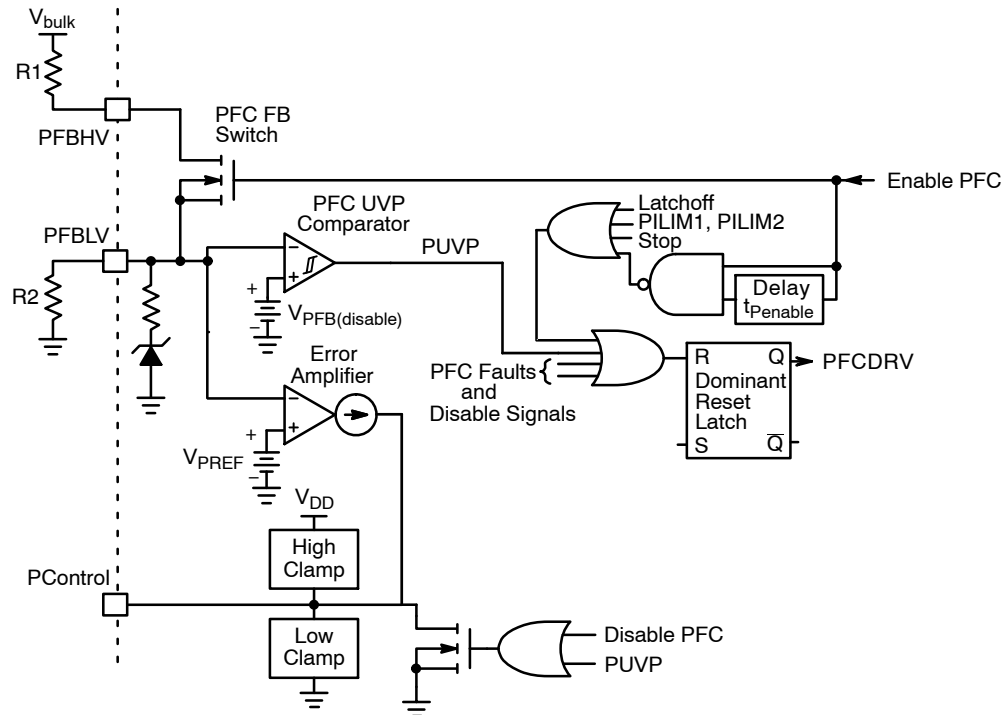 Vbulk
R1
PFBHV
PFC FB
Switch
Enable PFC
PFBLV
PFC UVP
Comparator
PUVP
Latchoff
PILIM1, PILIM2
Stop
Delay
tPenable
R2
−
+
+
−
VPFB(disable)
Error
Amplifier
−
+
+
−
VPREF
PFC Faults
and
Disable Signals
R
Q
Dominant
Reset
Latch
S
Q
PFCDRV
VDD
High
Clamp
PControl
Low
Clamp
Disable PFC
PUVP